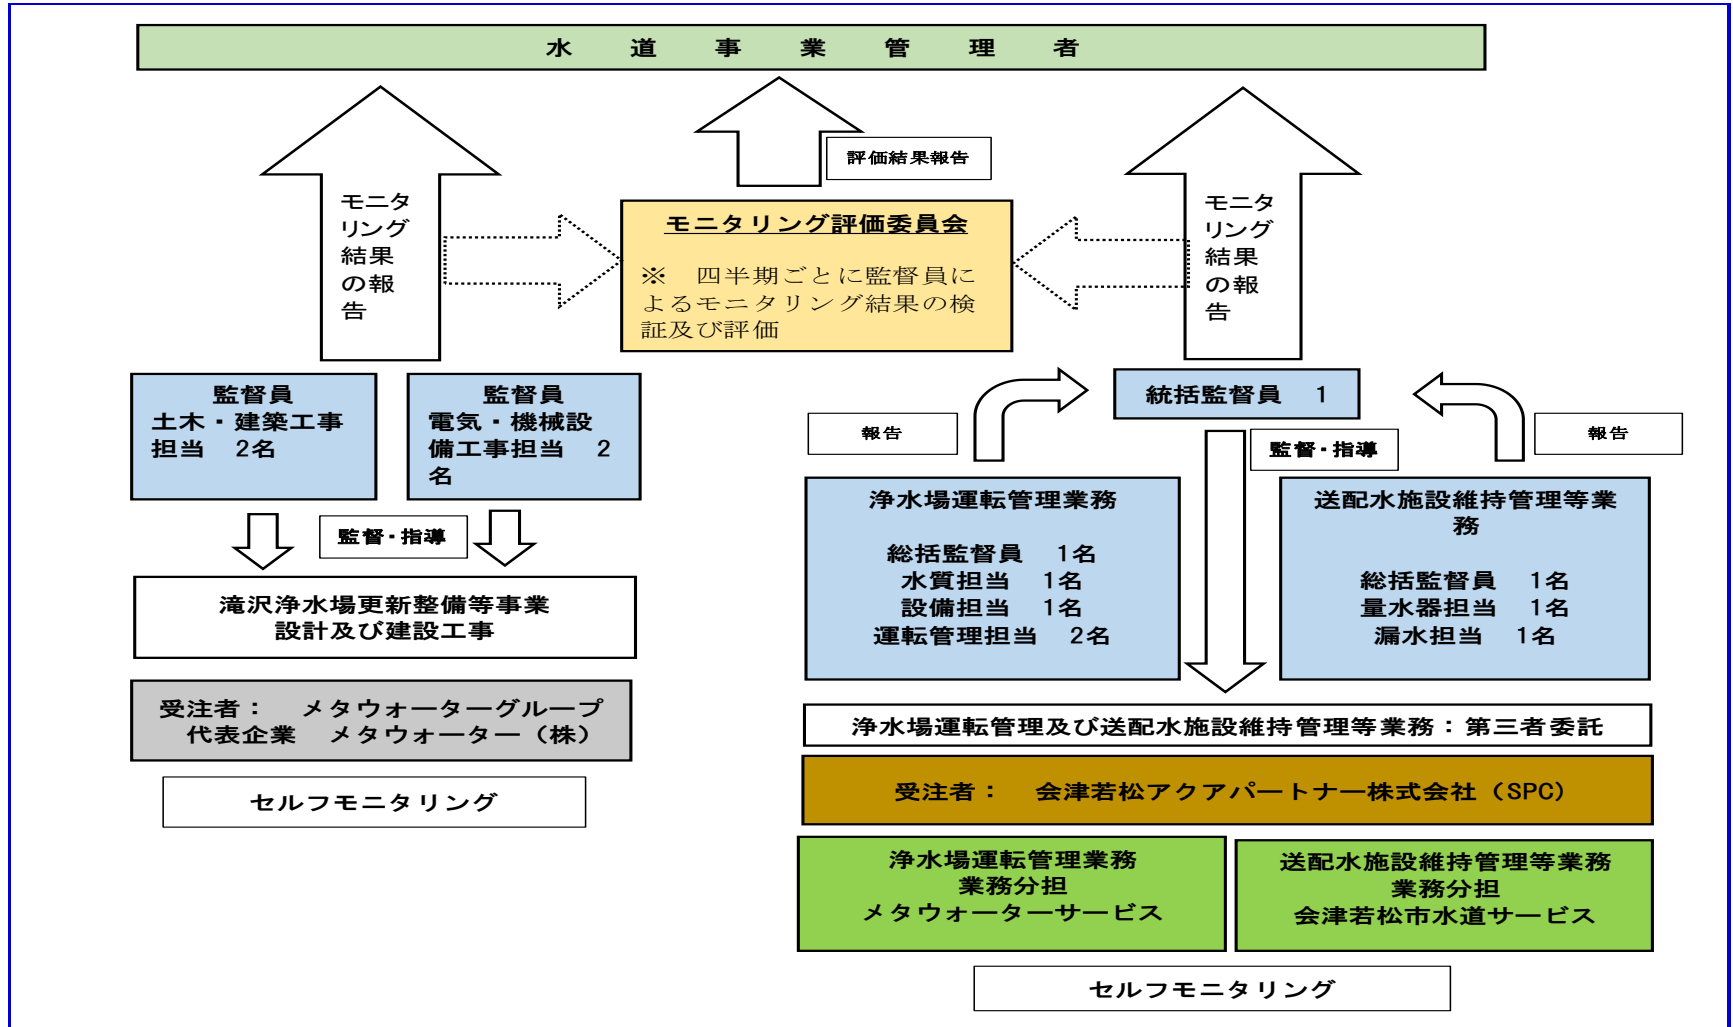 水 道 事 業 管 理 者
評価結果報告
モニタ
リング
結果
の報
告
モニタリング評価委員会
※ 四半期ごとに監督員に
よるモニタリング結果の検
証及び評価
モニタ
リング
結果
の報
告
監督員
土木・建築工事
担当 2名
監督員
電気・機械設
備工事担当 2
名
監督・指導
滝沢浄水場更新整備等事業
設計及び建設工事
受注者： メタウォーターグループ
代表企業 メタウォーター（株）
セルフモニタリング
統括監督員 1
報告
監督・指導
報告
浄水場運転管理業務
総括監督員 1名
水質担当 1名
設備担当 1名
運転管理担当 2名
送配水施設維持管理等業
務
総括監督員 1名
量水器担当 1名
漏水担当 1名
浄水場運転管理及び送配水施設維持管理等業務：第三者委託
受注者： 会津若松アクアパートナー株式会社（SPC）
浄水場運転管理業務
業務分担
メタウォーターサービス
送配水施設維持管理等業務
業務分担
会津若松市水道サービス
セルフモニタリング